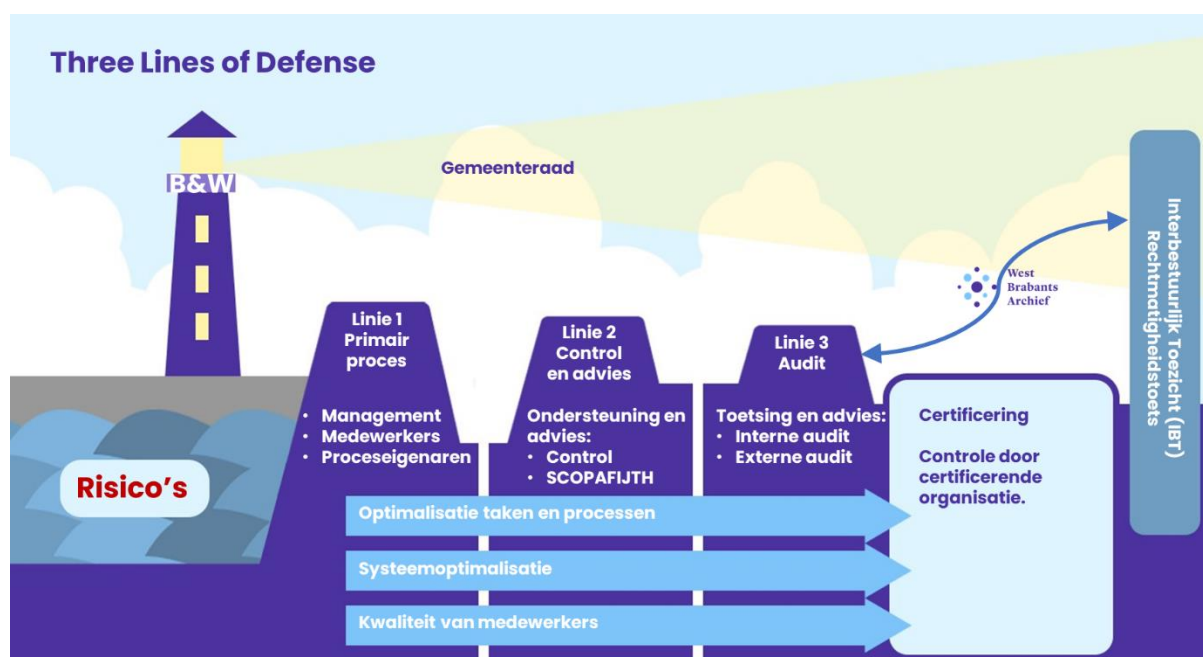 Three Lines of Defense
B&W
Gemeenteraad
West
Brabants
Archief
Interbestuurlijk Toezicht (IBT)
Rechtmatigheidstoets
Linie 1
Primair
proces
• Management
• Medewerkers
• Proceseigenaren
Linie 2
Control
en advies
Ondersteuning en
advies:
• Control
• SCOPAFIJTH
Linie 3
Audit
Toetsing en advies:
• Interne audit
• Externe audit
Certificering
Controle door
certificerende
organisatie.
Risico's
Optimalisatie taken en processen
Systeemoptimalisatie
Kwaliteit van medewerkers